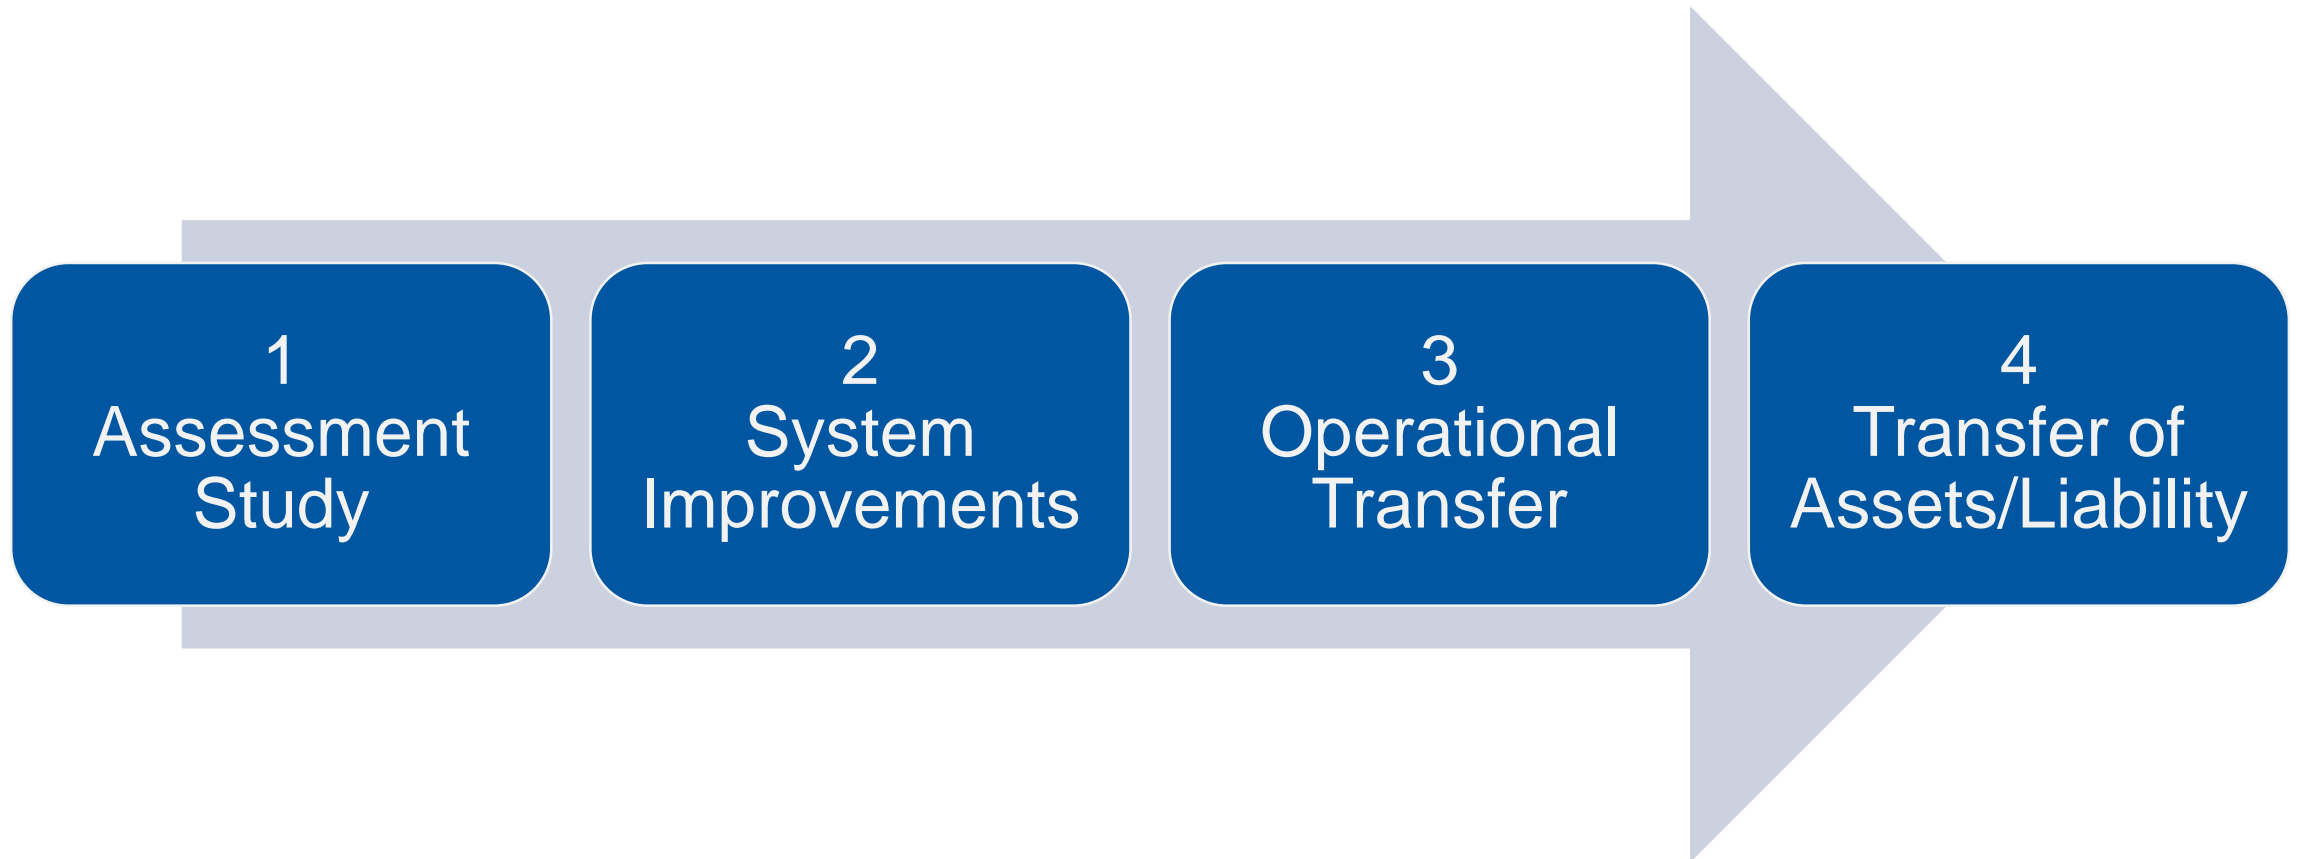 1
Assessment
Study
2
System
Improvements
3
Operational
Transfer
4
Transfer of
Assets/Liability